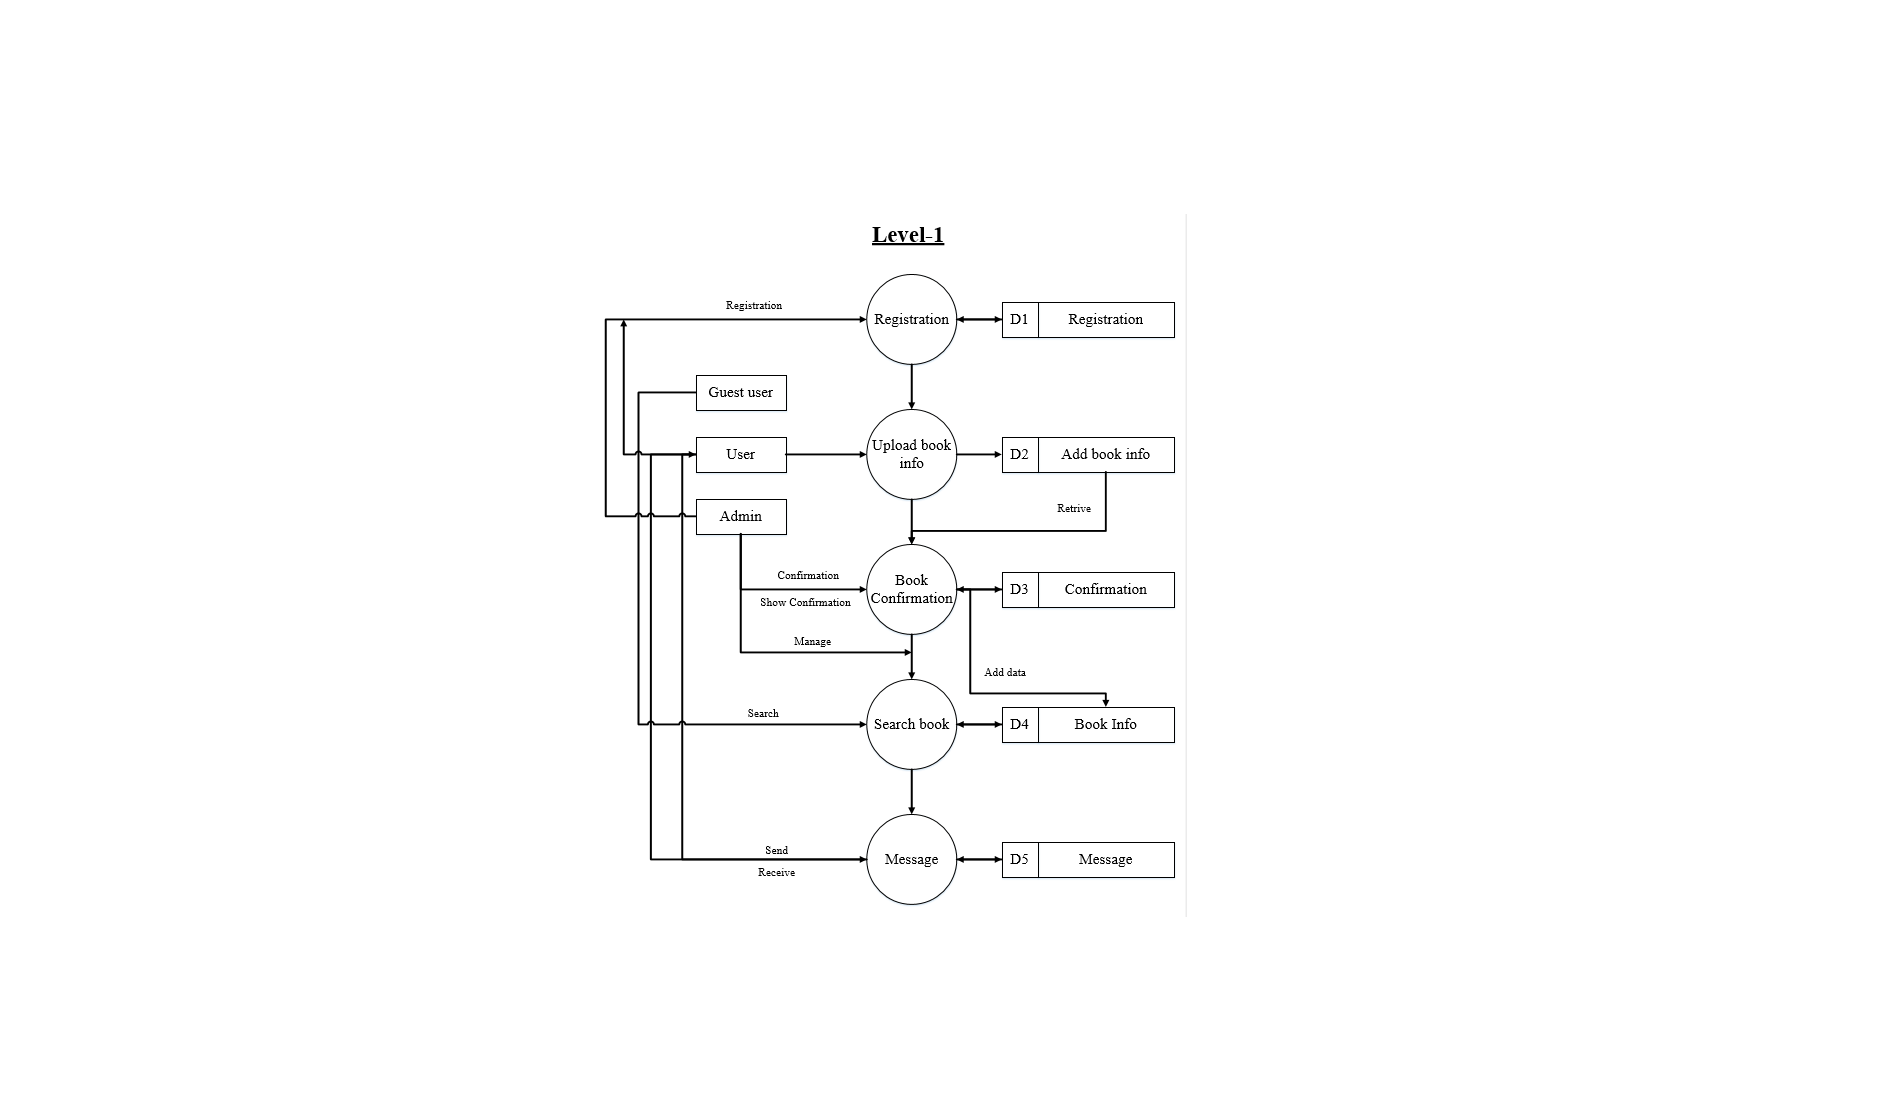 Level-1
Registration
Registration
D1
Registration
Guest user
User
Upload book
info
D2
Add book info
Admin
Retrive
Confirmation
Show Confirmation
Book
Confirmation
D3
Confirmation
Manage
Add data
Search
Search book
D4
Book Info
Send
Receive
Message
D5
Message